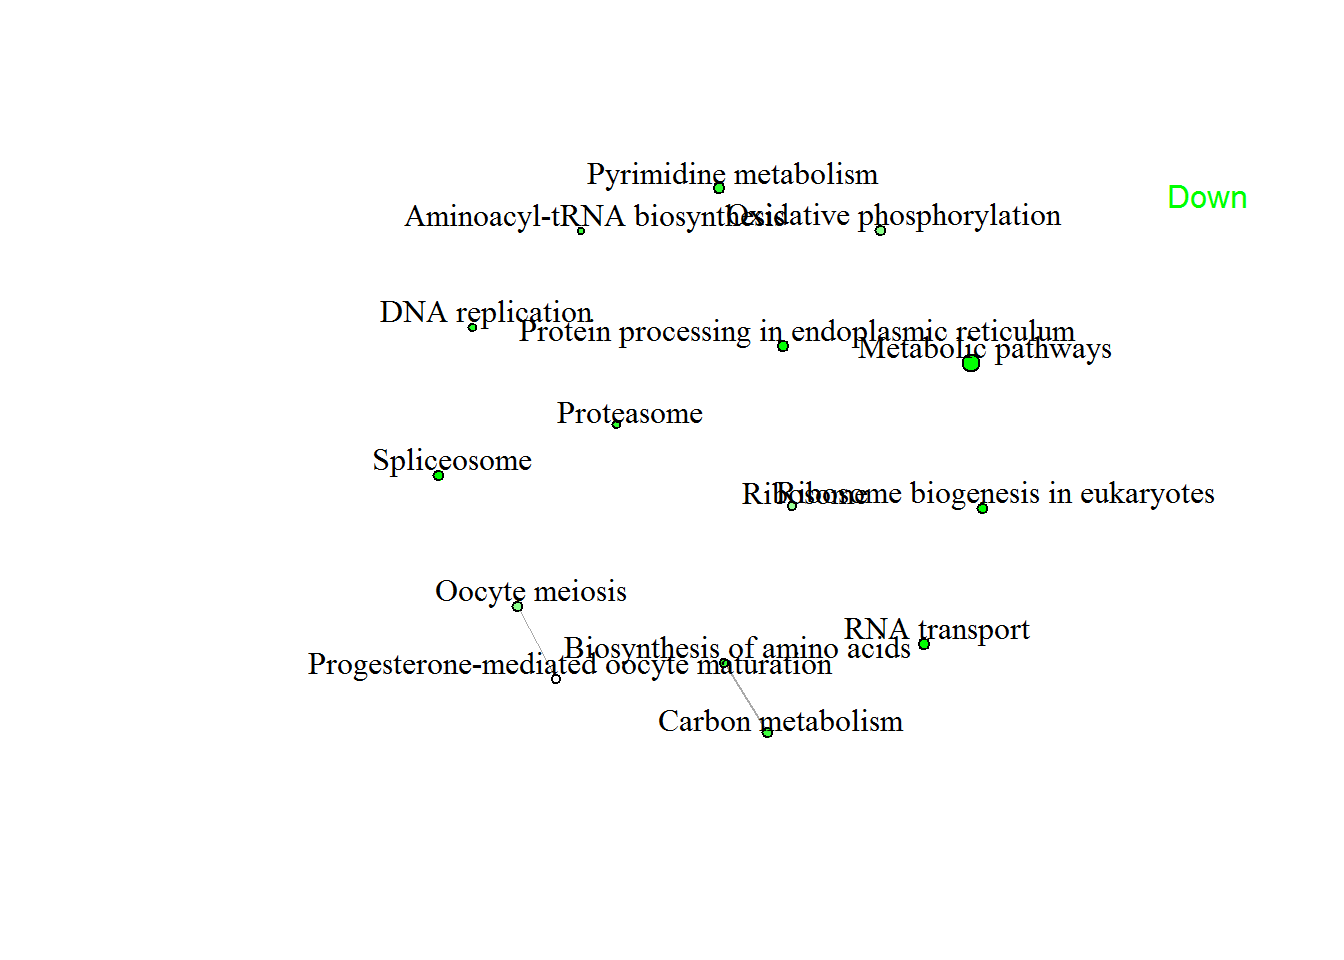 Pyrimidine metabolism
Down
Aminoacyl-tRNA biosynthesis
Oxidative phosphorylation
DNA replication
Protein processing in endoplasmic reticulum
Metabolic pathways
Proteasome
Spliceosome
Ribosome
Ribosome biogenesis in eukaryotes
Oocyte meiosis
RNA transport
Biosynthesis of amino acids
Progesterone-mediated oocyte maturation
Carbon metabolism